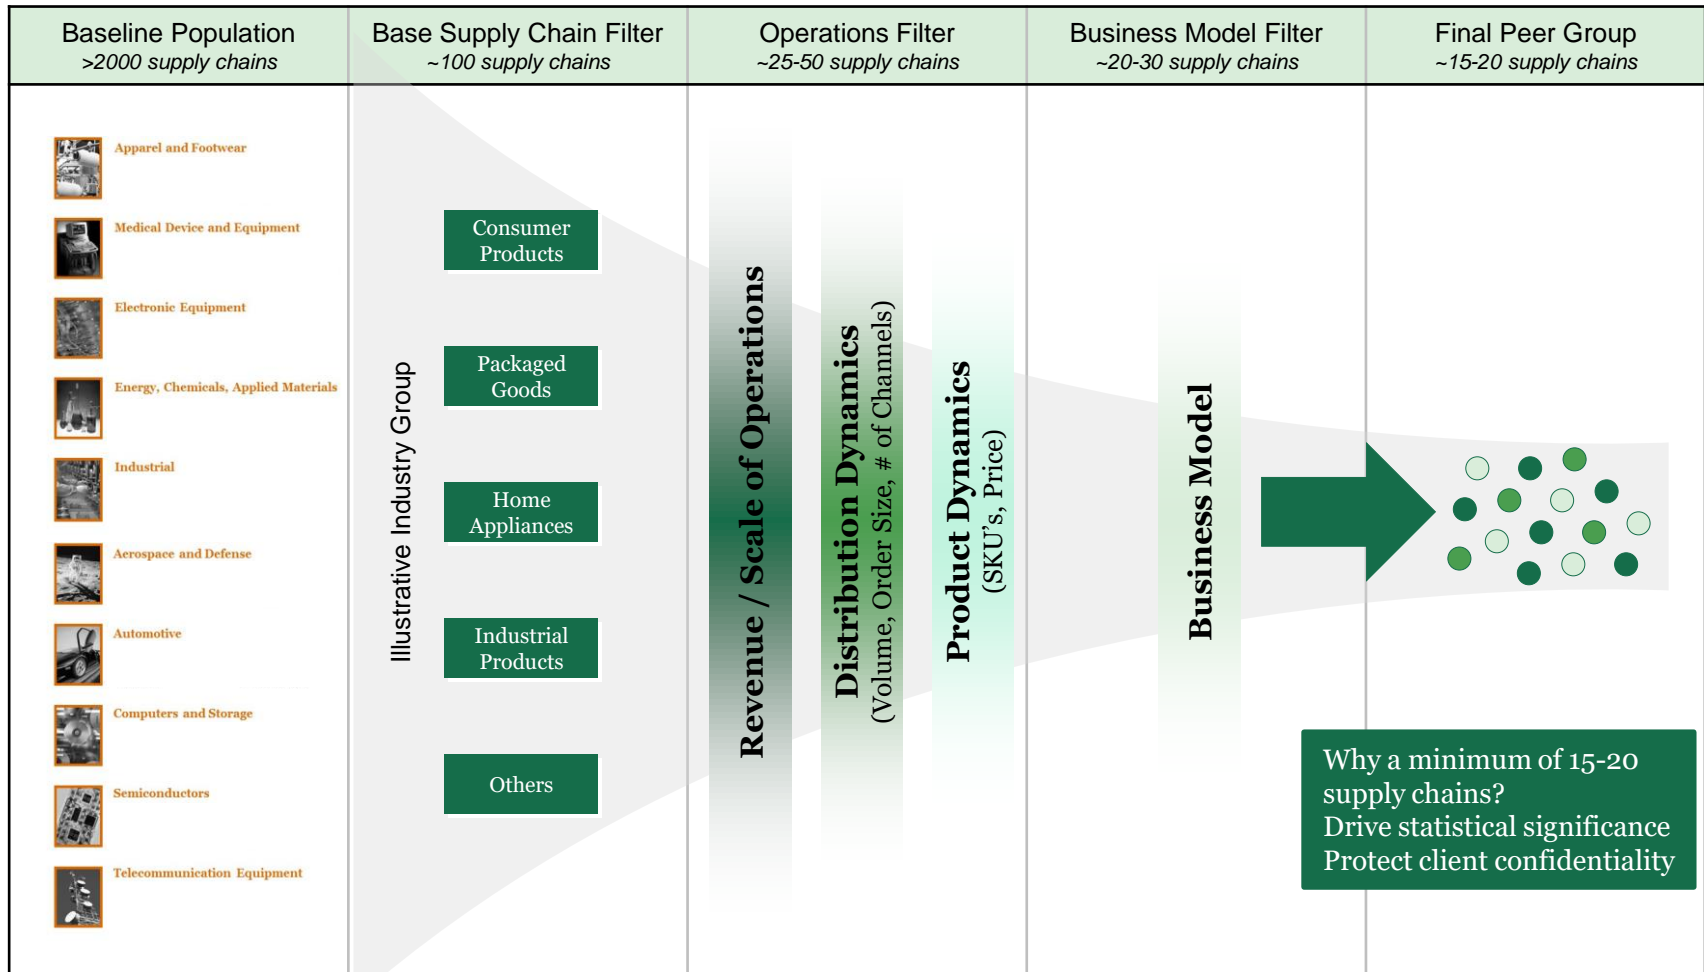 Baseline Population
>2000 supply chains
Base Supply Chain Filter
~100 supply chains
Operations Filter
~25-50 supply chains
Business Model Filter
~20-30 supply chains
Final Peer Group
~15-20 supply chains
Apparel and Footwear
Medical Device and Equipment
Electronic Equipment
Energy, Chemicals, Applied Materials
Industrial
Aerospace and Defense
Automotive
Computers and Storage
Semiconductors
Telecommunication Equipment
Illustrative Industry Group
Consumer
Products
Packaged
Goods
Home
Appliances
Industrial
Products
Others
Revenue / Scale of Operations
Distribution Dynamics
(Volume, Order Size, # of Channels)
Product Dynamics
(SKU's, Price)
Business Model
Why a minimum of 15-20
supply chains?
Drive statistical significance
Protect client confidentiality